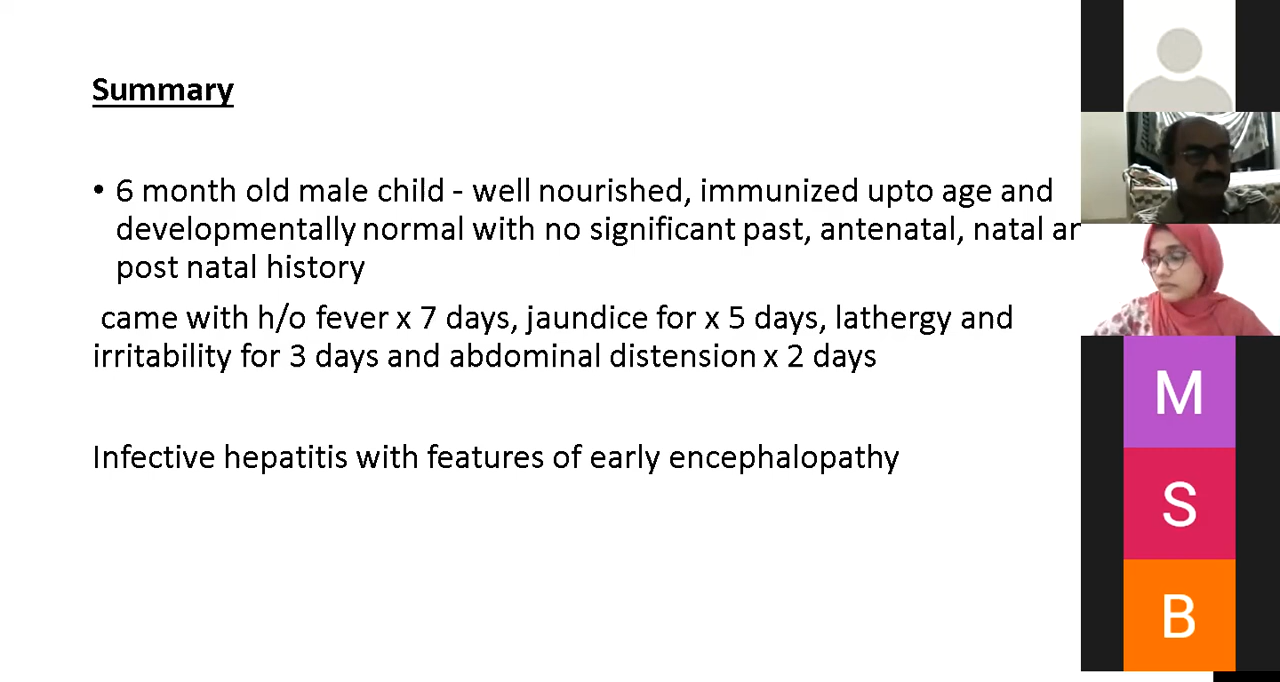 Summary
• 6 month old male child - well nourished, immunized upto age and
developmentally normal with no significant past, antenatal, natal an
post natal history
came with h/o fever x 7 days, jaundice for x 5 days, lathergy and
irritability for 3 days and abdominal distension x 2 days
Infective hepatitis with features of early encephalopathy
M
S
B